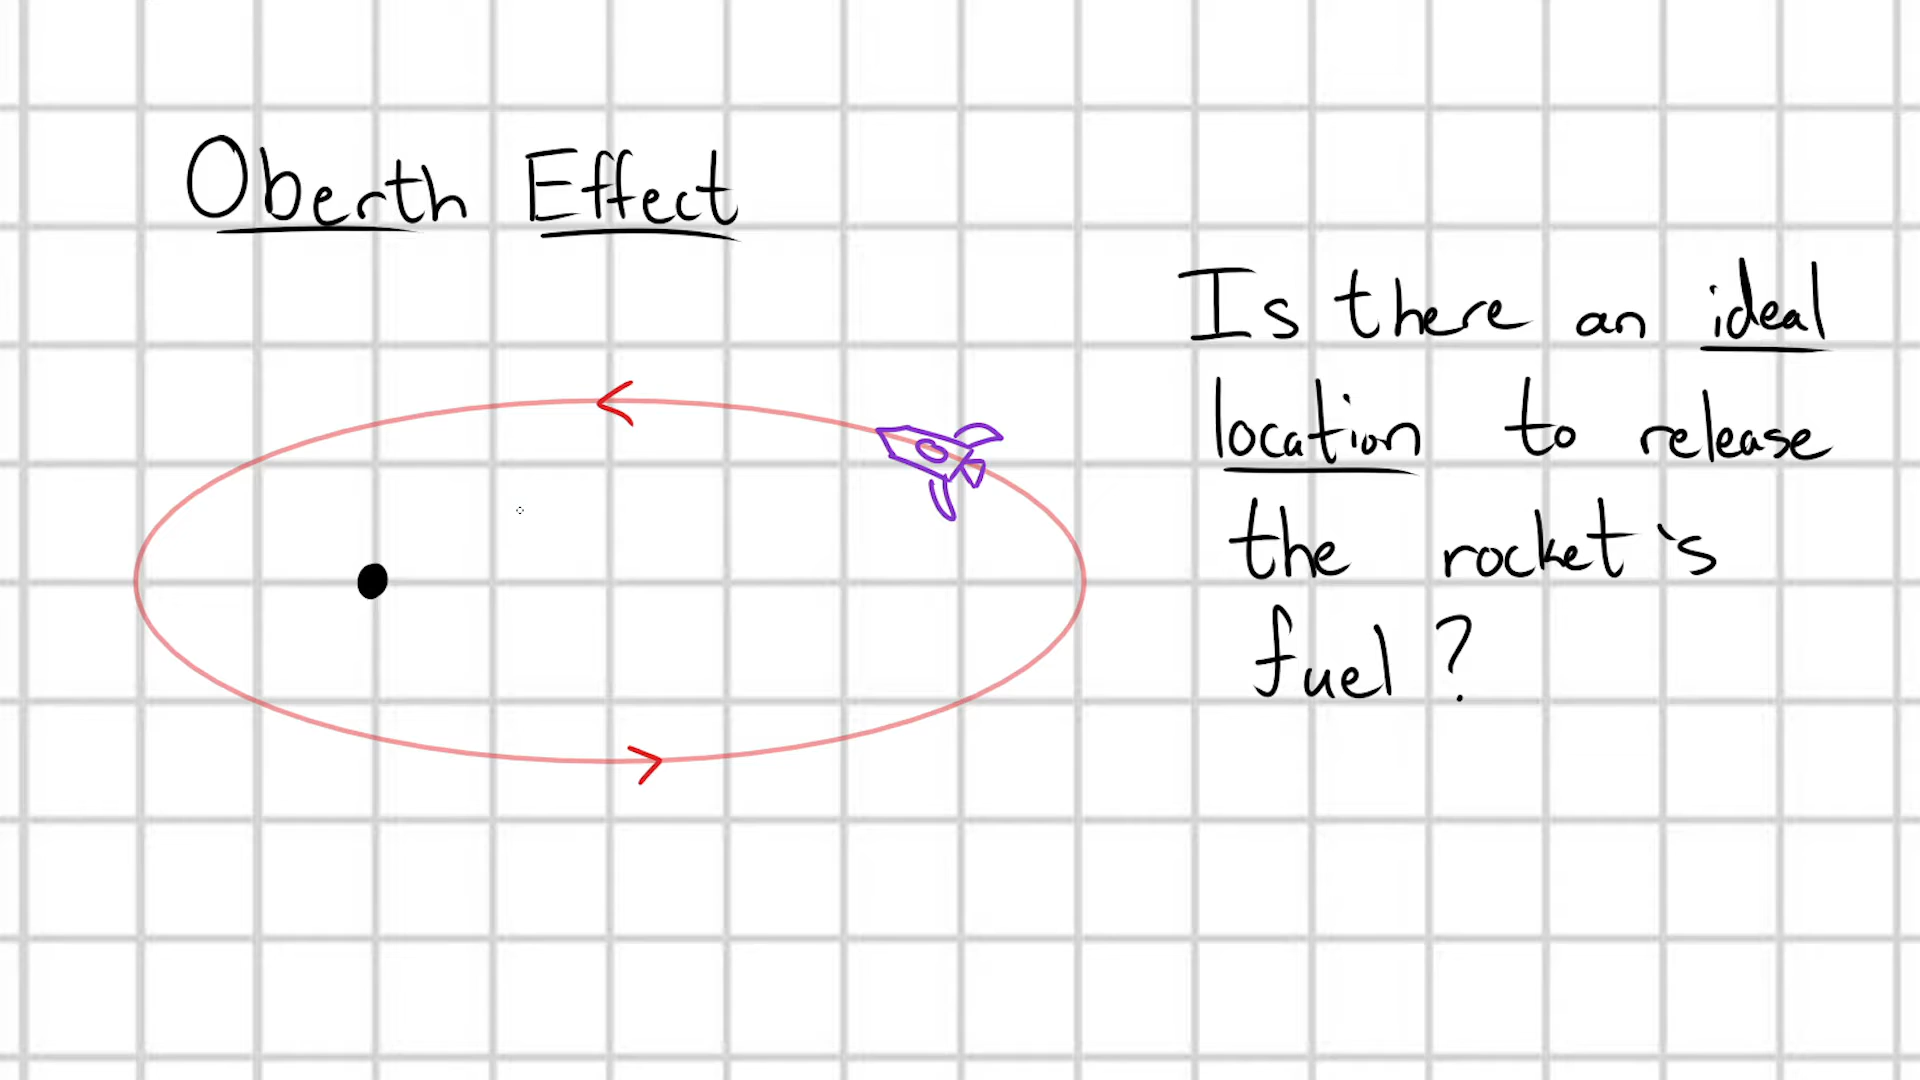 Oberth Effect
Is there an ideal
location to release
the rocket's
fuel?